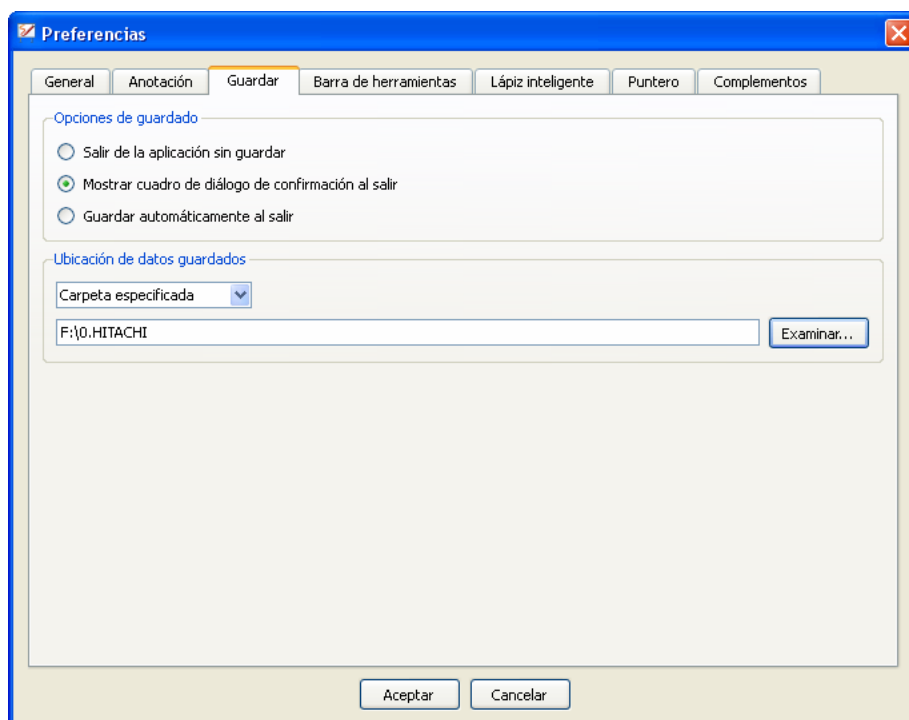 Preferencias
General Anotación Guardar Barra de herramientas Lápiz inteligente Puntero Complementos
Opciones de guardado
Salir de la aplicación sin guardar
Mostrar cuadro de diálogo de confirmación al salir
Guardar automáticamente al salir
Ubicación de datos guardados
Carpeta especificada
F:\0.HITACHI Examinar...
Aceptar Cancelar